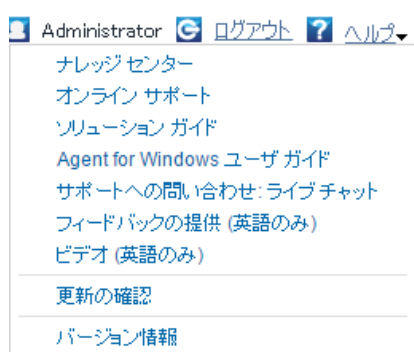 Administrator ログアウト ? ヘルプ
ナレッジ センター
オンライン サポート
ソリューション ガイド
Agent for Windows ユーザ ガイド
サポートへの問い合わせ: ライブ チャット
フィードバックの提供 (英語のみ)
ビデオ (英語のみ)
更新の確認
バージョン情報